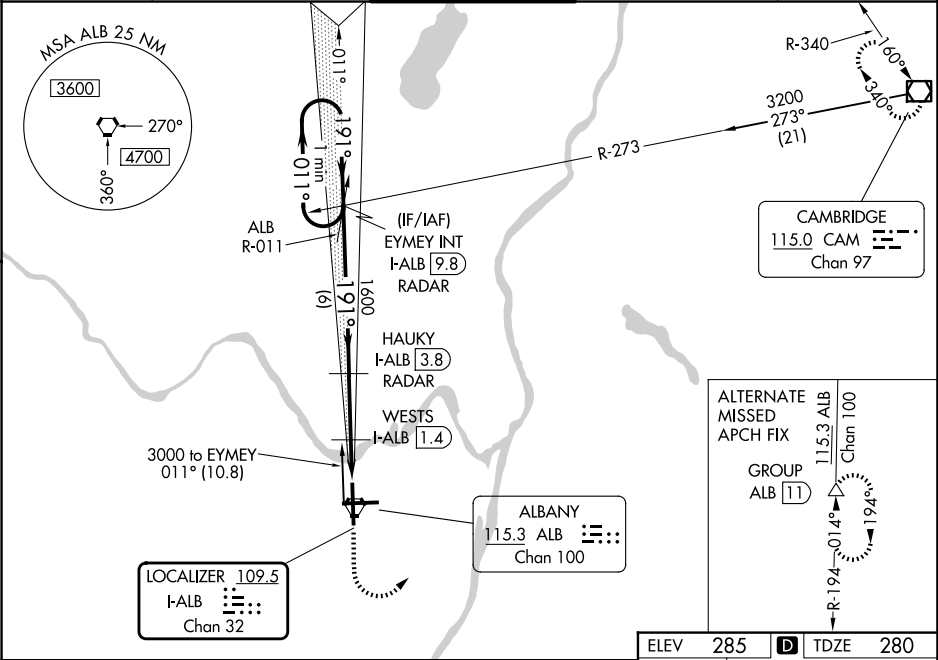 MSA ALB 25 NM
3600
270°
4700
360°
011°
191°
1 min
011°
ALB
R-011
(IF/IAF)
EYMEY INT
I-ALB 9.8
RADAR
R-340
160°
340°
3200
273°
(21)
R-273
CAMBRIDGE
115.0 CAM
Chan 97
1600
191°
(6)
HAUKY
I-ALB 3.8
RADAR
WESTS
I-ALB 1.4
3000 to EYMEY
011° (10.8)
ALBANY
115.3 ALB
Chan 100
LOCALIZER 109.5
I-ALB
Chan 32
ALTERNATE
MISSED
APCH FIX
115.3 ALB
Chan 100
GROUP
ALB 11
014°
194°
R-194
ELEV 285 D TDZE 280